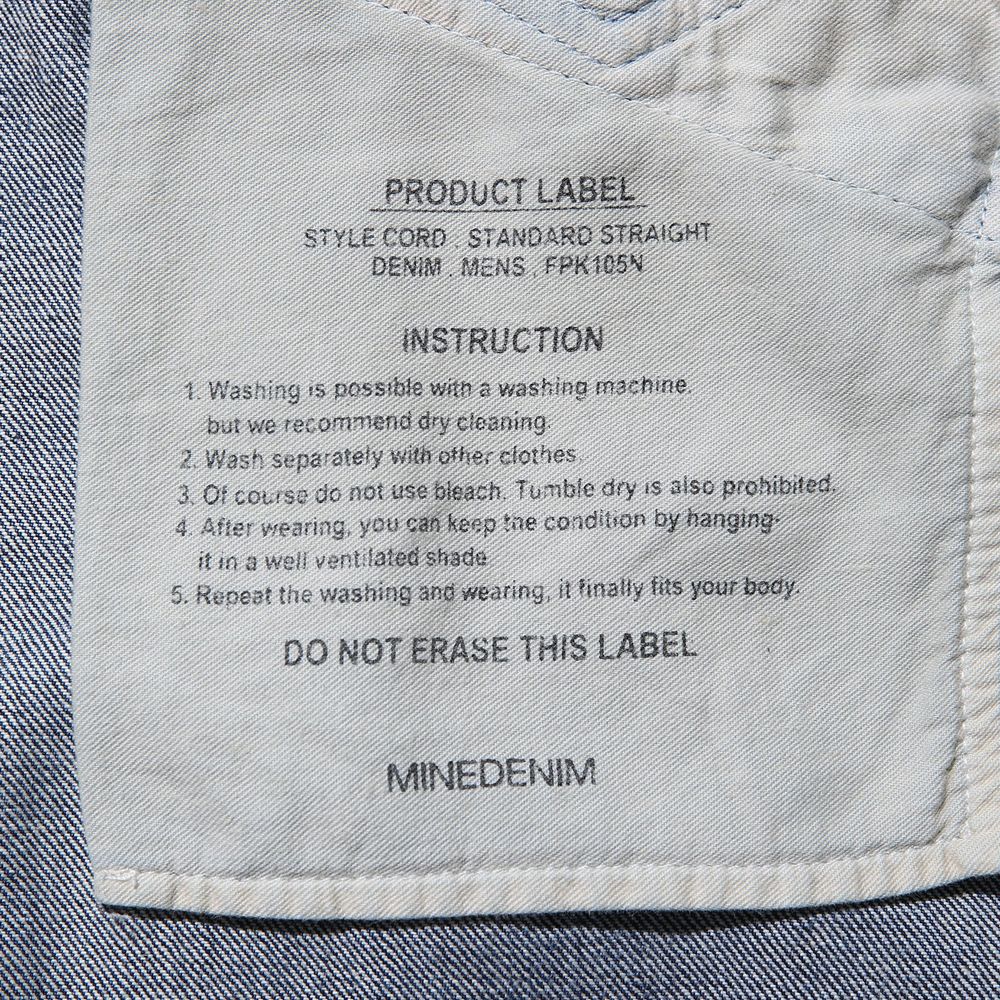 PRODUCT LABEL
STYLE CORD . STANDARD STRAIGHT
DENIM . MENS . FPK105N
INSTRUCTION
1. Washing is possible with a washing machine.
but we recommend dry cleaning.
2. Wash separately with other clothes.
3. Of course do not use bleach. Tumble dry is also prohibited.
4. After wearing, you can keep the condition by hanging
it in a well ventilated shade.
5. Repeat the washing and wearing, it finally fits your body.
DO NOT ERASE THIS LABEL
MINEDENIM